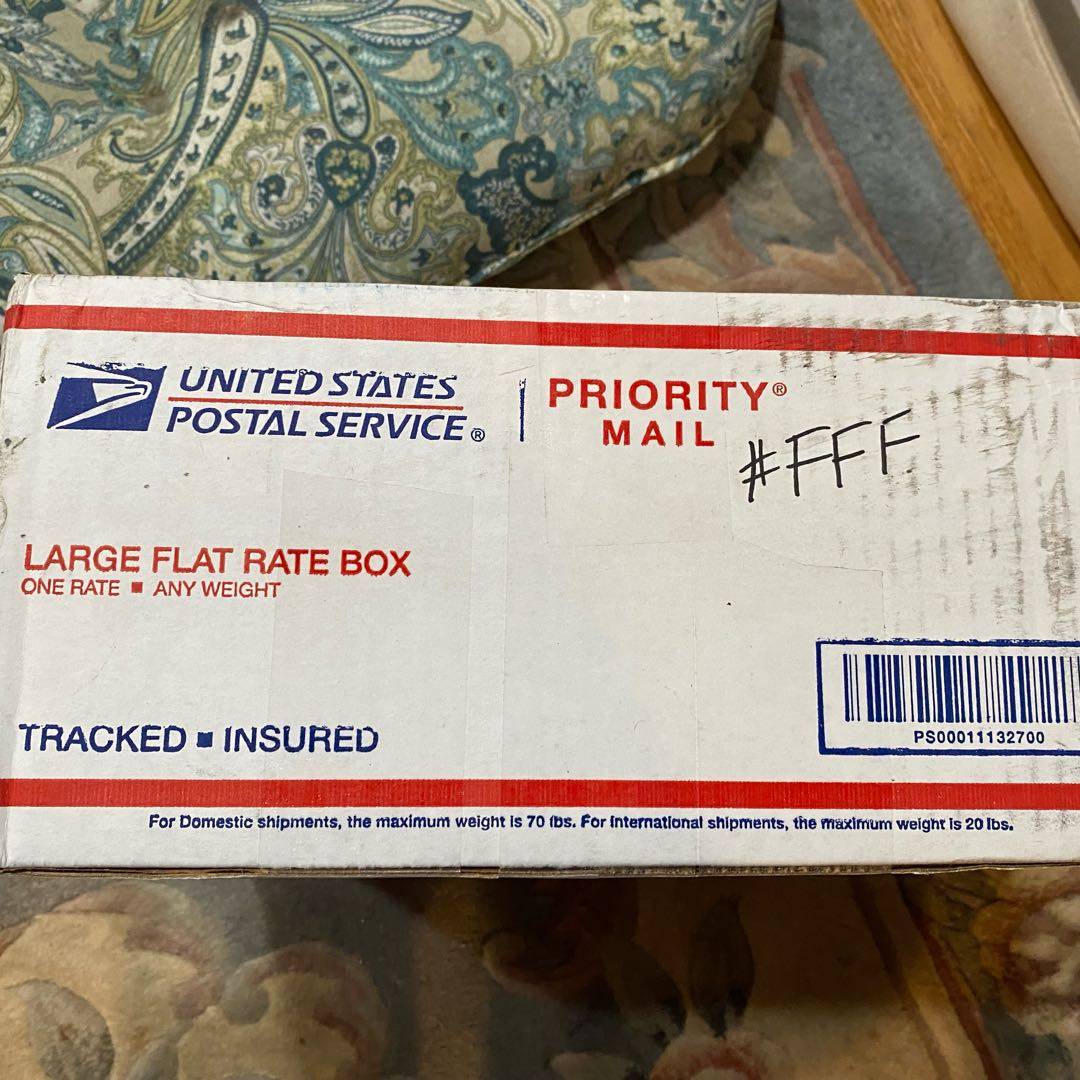 UNITED STATES
POSTAL SERVICE®
PRIORITY®
MAIL
#FFF
LARGE FLAT RATE BOX
ONE RATE ■ ANY WEIGHT
TRACKED ■ INSURED
PS00011132700
For Domestic shipments, the maximum weight is 70 lbs. For International shipments, the maximum weight is 20 lbs.